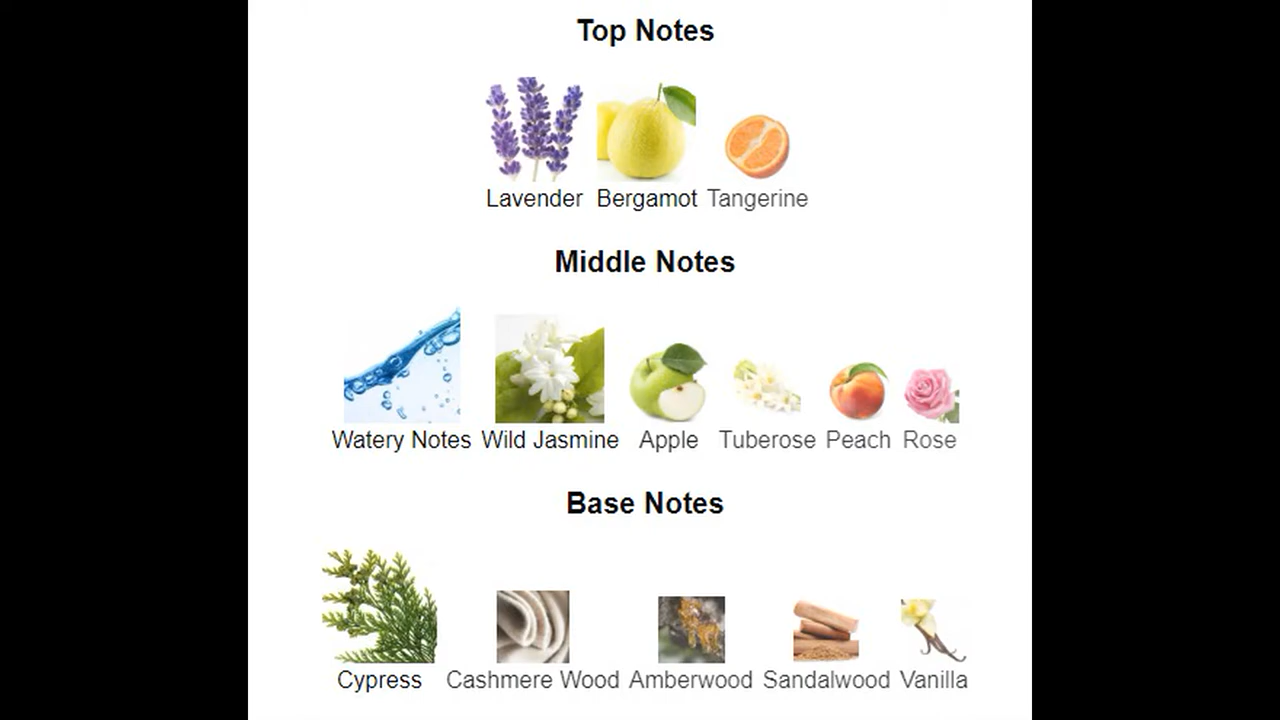 Top Notes
Lavender Bergamot Tangerine
Middle Notes
Watery Notes Wild Jasmine Apple Tuberose Peach Rose
Base Notes
Cypress Cashmere Wood Amberwood Sandalwood Vanilla